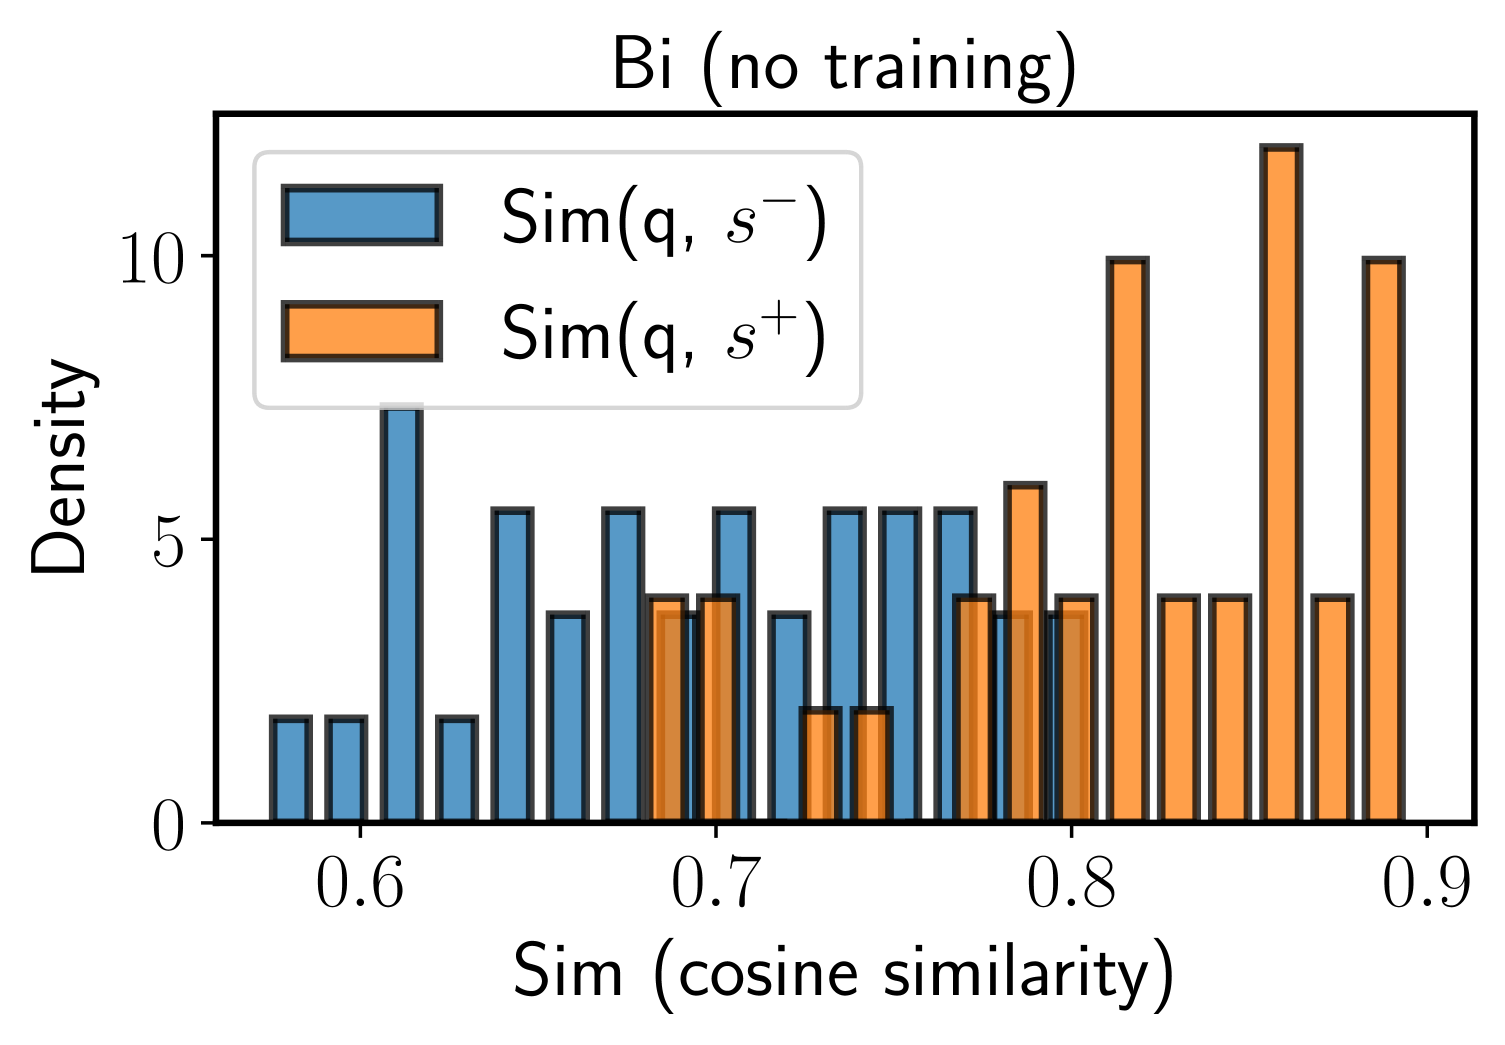 Bi (no training)
Sim(q, s⁻)
Sim(q, s⁺)
Density
10
5
0
0.6 0.7 0.8 0.9
Sim (cosine similarity)